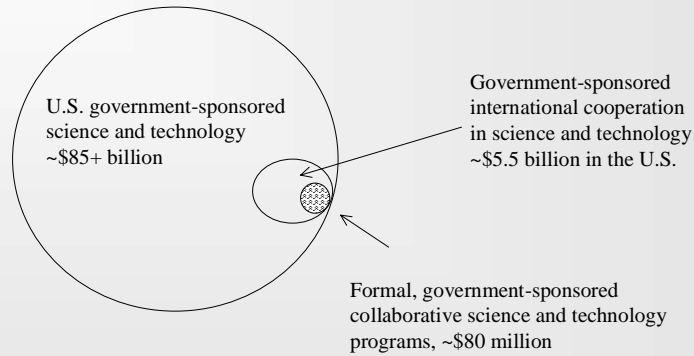 U.S. government-sponsored
science and technology
~$85+ billion
Government-sponsored
international cooperation
in science and technology
~$5.5 billion in the U.S.
Formal, government-sponsored
collaborative science and technology
programs, ~$80 million